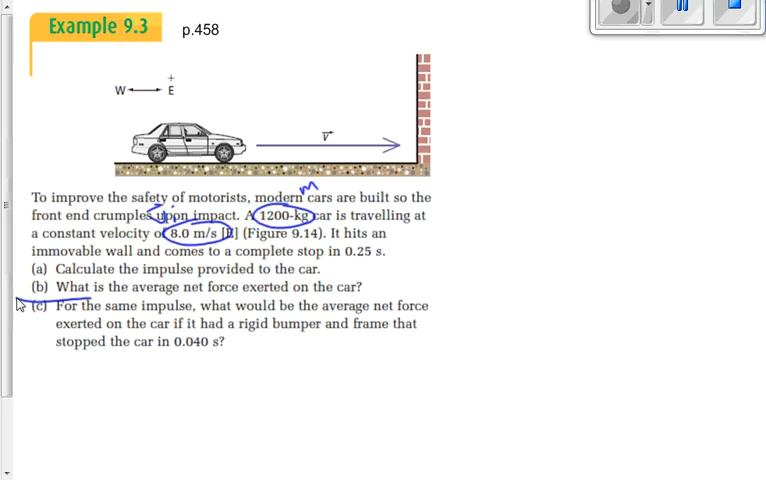 Example 9.3
p.458
+
W E
v
To improve the safety of motorists, modern cars are built so the
m
front end crumples upon impact. A 1200-kg car is travelling at
a constant velocity of 8.0 m/s [E] (Figure 9.14). It hits an
immovable wall and comes to a complete stop in 0.25 s.
(a) Calculate the impulse provided to the car.
(b) What is the average net force exerted on the car?
(c) For the same impulse, what would be the average net force
exerted on the car if it had a rigid bumper and frame that
stopped the car in 0.040 s?